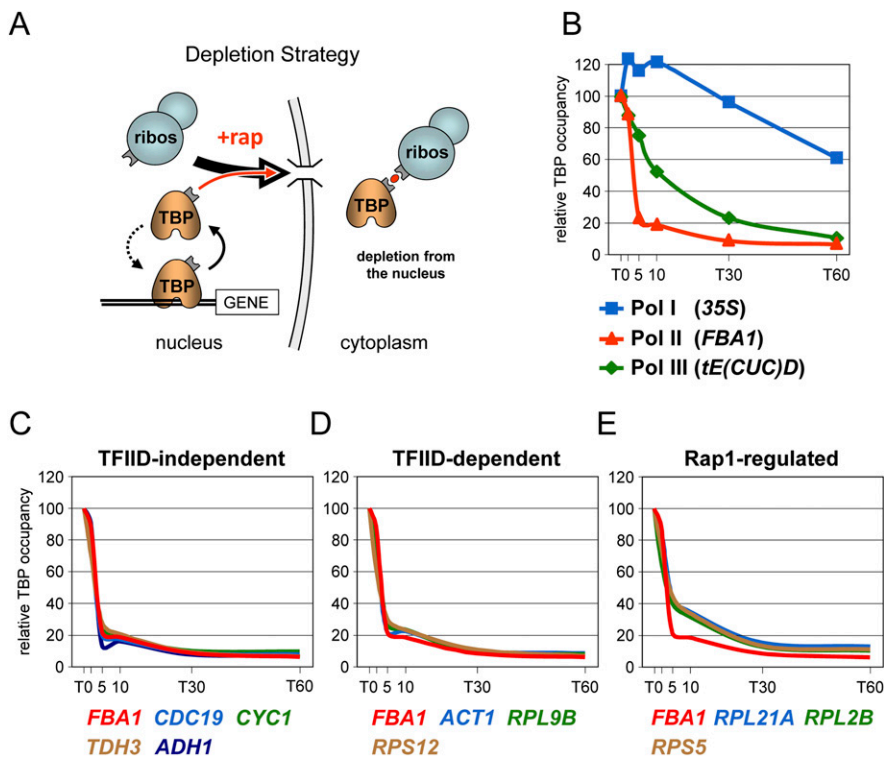 A
Depletion Strategy
ribos
+rap
TBP
TBP
GENE
nucleus
ribos
TBP
depletion from
the nucleus
cytoplasm
B
relative TBP occupancy
120
100
80
60
40
20
0
T0 5 10 T30 T60
Pol I (35S)
Pol II (FBA1)
Pol III (tE(CUC)D)
C
TFIID-independent
relative TBP occupancy
120
100
80
60
40
20
0
T0 5 10 T30 T60
FBA1 CDC19 CYC1
TDH3 ADH1
D
TFIID-dependent
120
100
80
60
40
20
0
T0 5 10 T30 T60
FBA1 ACT1 RPL9B
RPS12
E
Rap1-regulated
120
100
80
60
40
20
0
T0 5 10 T30 T60
FBA1 RPL21A RPL2B
RPS5